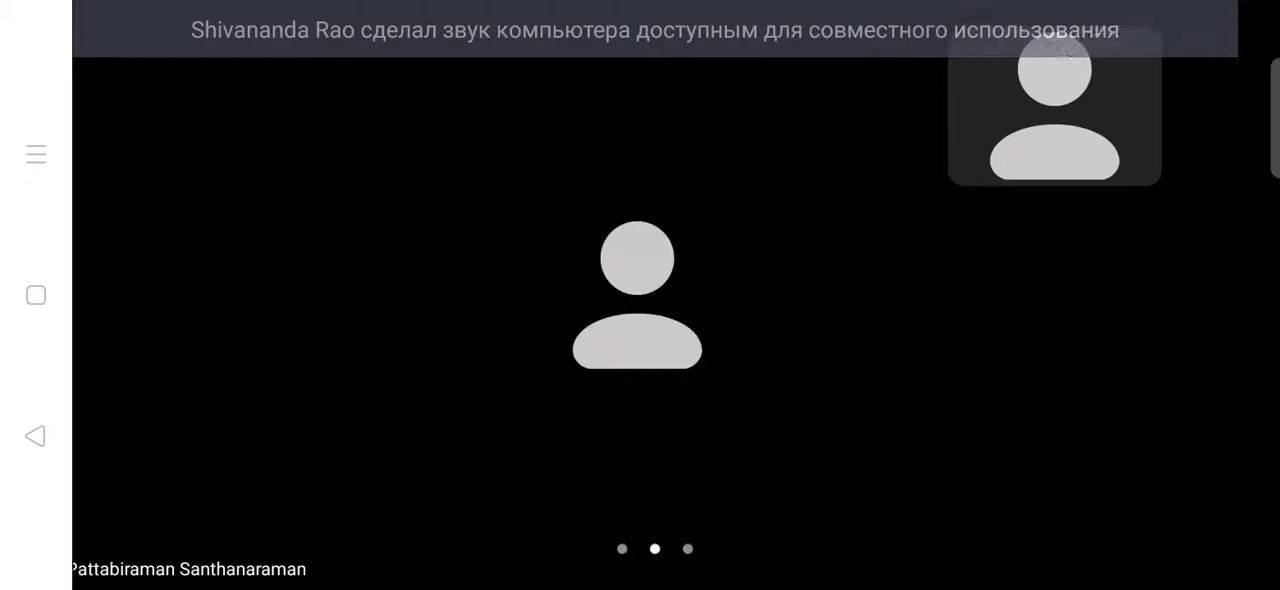 Shivananda Rao сделал звук компьютера доступным для совместного использования
Pattabiraman Santhanaraman